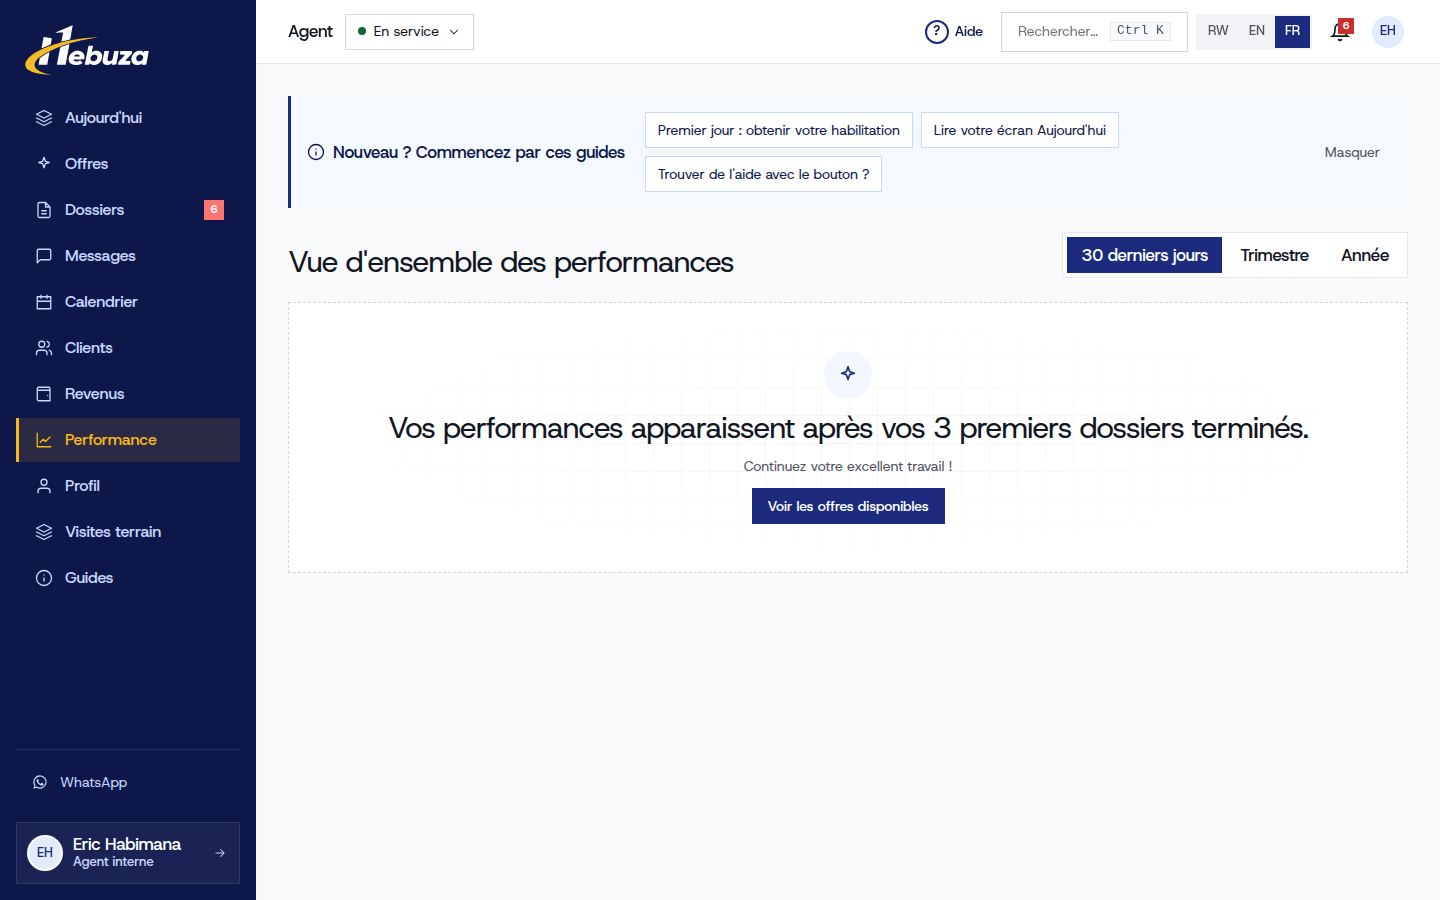 Hebuza
Aujourd'hui
Offres
Dossiers
6
Messages
Calendrier
Clients
Revenus
Performance
Profil
Visites terrain
Guides
WhatsApp
EH
Eric Habimana
Agent interne
Agent
En service
? Aide
Rechercher…
Ctrl K
RW
EN
FR
6
EH
Nouveau ? Commencez par ces guides
Premier jour : obtenir votre habilitation
Lire votre écran Aujourd'hui
Trouver de l'aide avec le bouton ?
Masquer
Vue d'ensemble des performances
30 derniers jours
Trimestre
Année
Vos performances apparaissent après vos 3 premiers dossiers terminés.
Continuez votre excellent travail !
Voir les offres disponibles